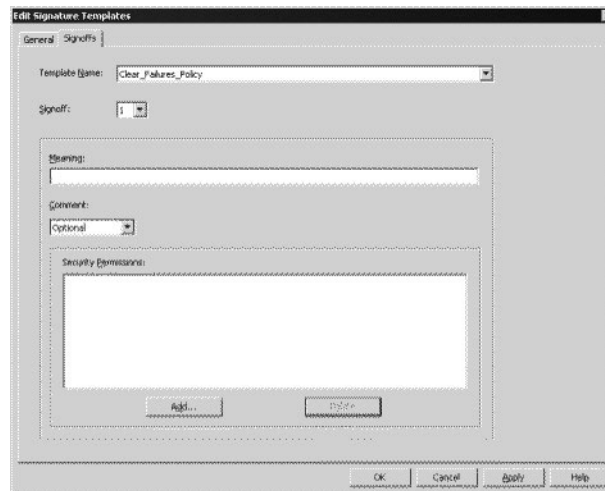 Edit Signature Templates
General Signoffs
Template Name: Clear_Failures_Policy
Signoff: 1
Meaning:
Comment:
Optional
Security Permissions:
Add... Delete
OK Cancel Apply Help